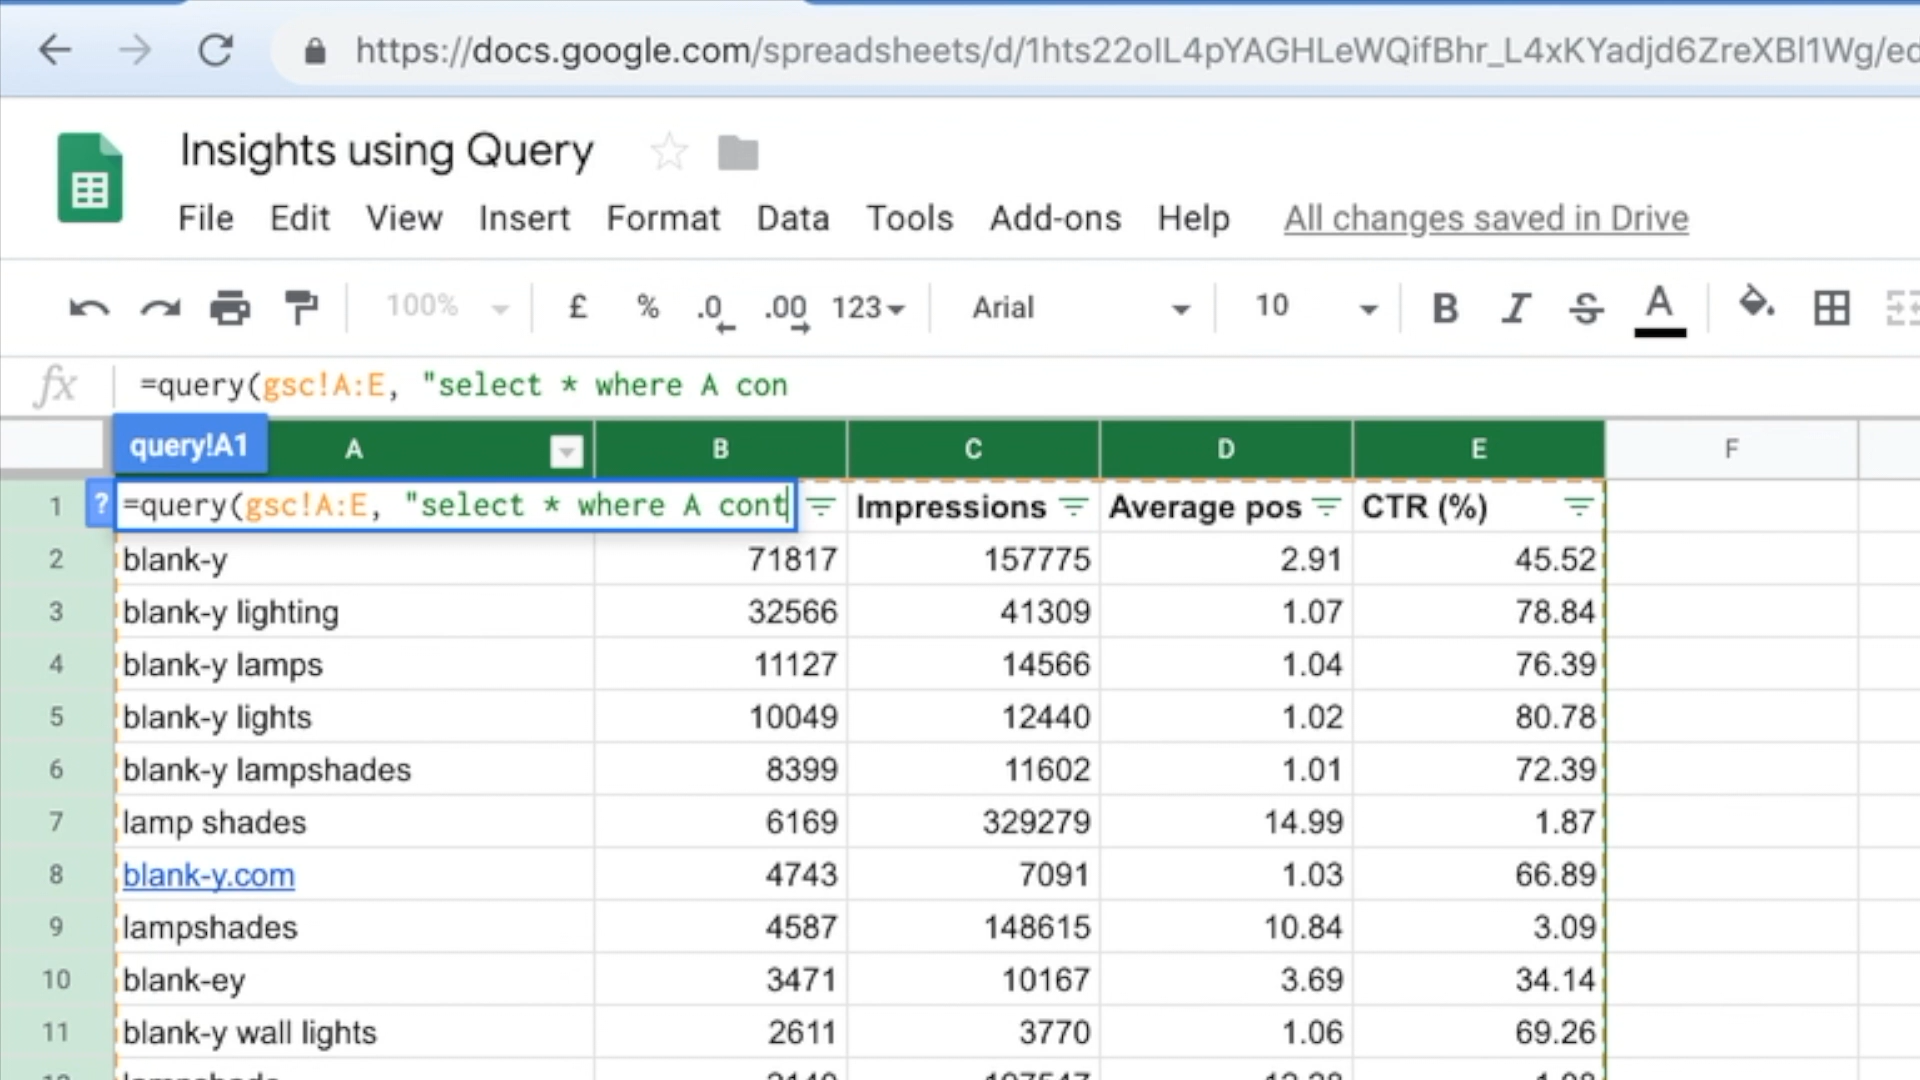 https://docs.google.com/spreadsheets/d/1hts22oIL4pYAGHLeWQifBhr_L4xKYadjd6ZreXBl1Wg/ed
Insights using Query
File Edit View Insert Format Data Tools Add-ons Help All changes saved in Drive
100% £ % .0 .00 123 Arial 10 B I S A
fx =query(gsc!A:E, "select * where A con
query!A1 A B C D E F
1 ? =query(gsc!A:E, "select * where A cont Impressions Average pos CTR (%)
2 blank-y 71817 157775 2.91 45.52
3 blank-y lighting 32566 41309 1.07 78.84
4 blank-y lamps 11127 14566 1.04 76.39
5 blank-y lights 10049 12440 1.02 80.78
6 blank-y lampshades 8399 11602 1.01 72.39
7 lamp shades 6169 329279 14.99 1.87
8 blank-y.com 4743 7091 1.03 66.89
9 lampshades 4587 148615 10.84 3.09
10 blank-ey 3471 10167 3.69 34.14
11 blank-y wall lights 2611 3770 1.06 69.26